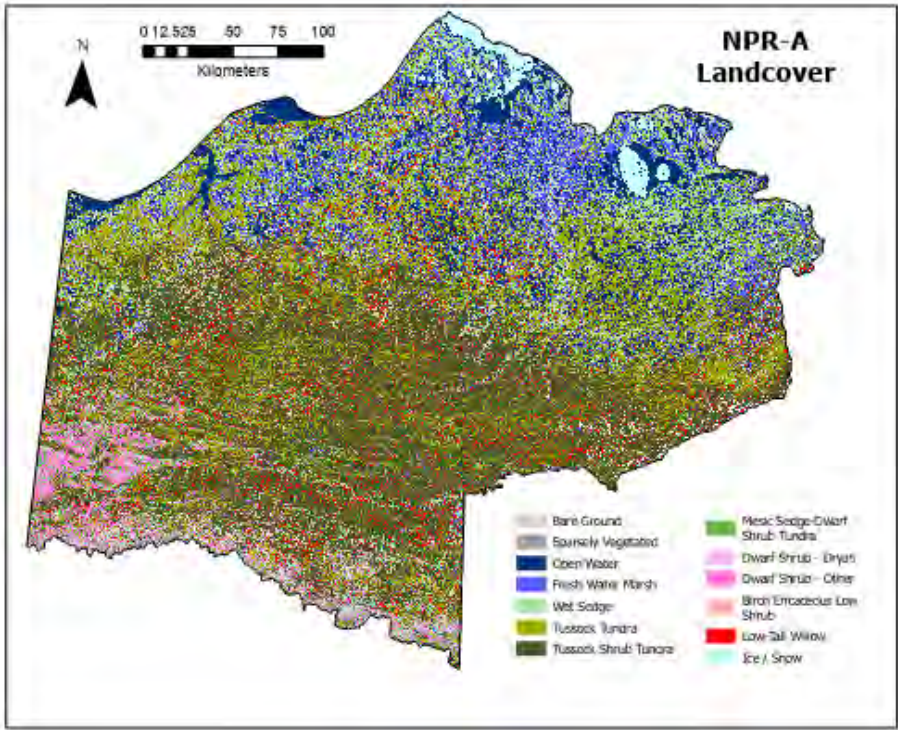 N
0 12.525 50 75 100
Kilometers
NPR-A
Landcover
Bare Ground
Sparsely Vegetated
Open Water
Fresh Water Marsh
Wet Sedge
Tussock Tundra
Tussock Shrub Tundra
Mesic Sedge-Dwarf
Shrub Tundra
Dwarf Shrub - Dryas
Dwarf Shrub - Other
Birch Ericaceous Low
Shrub
Low-Tall Willow
Ice / Snow